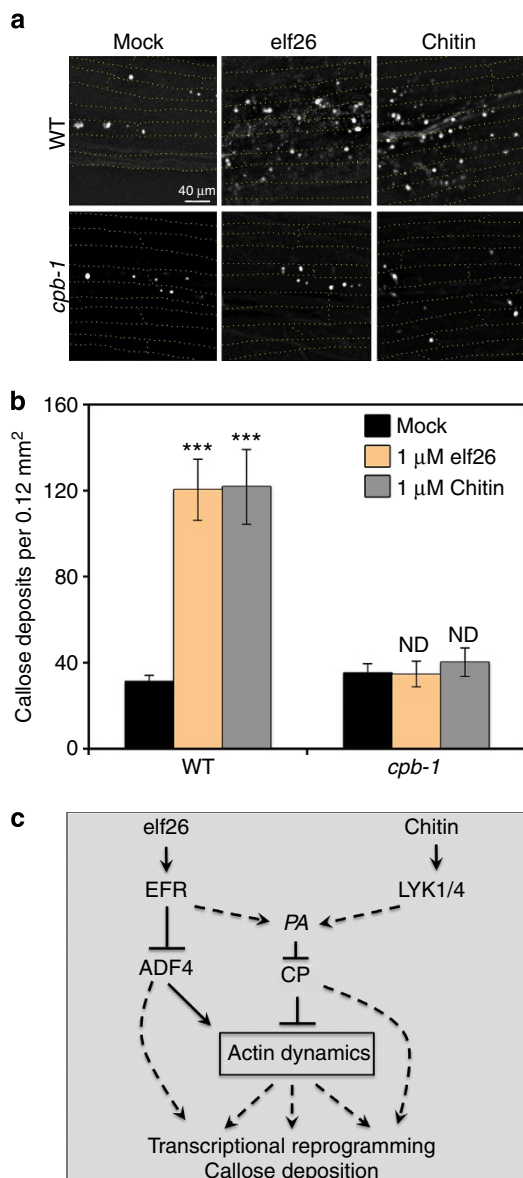 a
Mock elf26 Chitin
WT
40 μm
cpb-1
b
Callose deposits per 0.12 mm²
160
120
80
40
0
*** ***
ND ND
Mock
1 μM elf26
1 μM Chitin
WT cpb-1
c
elf26 Chitin
EFR LYK1/4
PA
ADF4 CP
Actin dynamics
Transcriptional reprogramming
Callose deposition